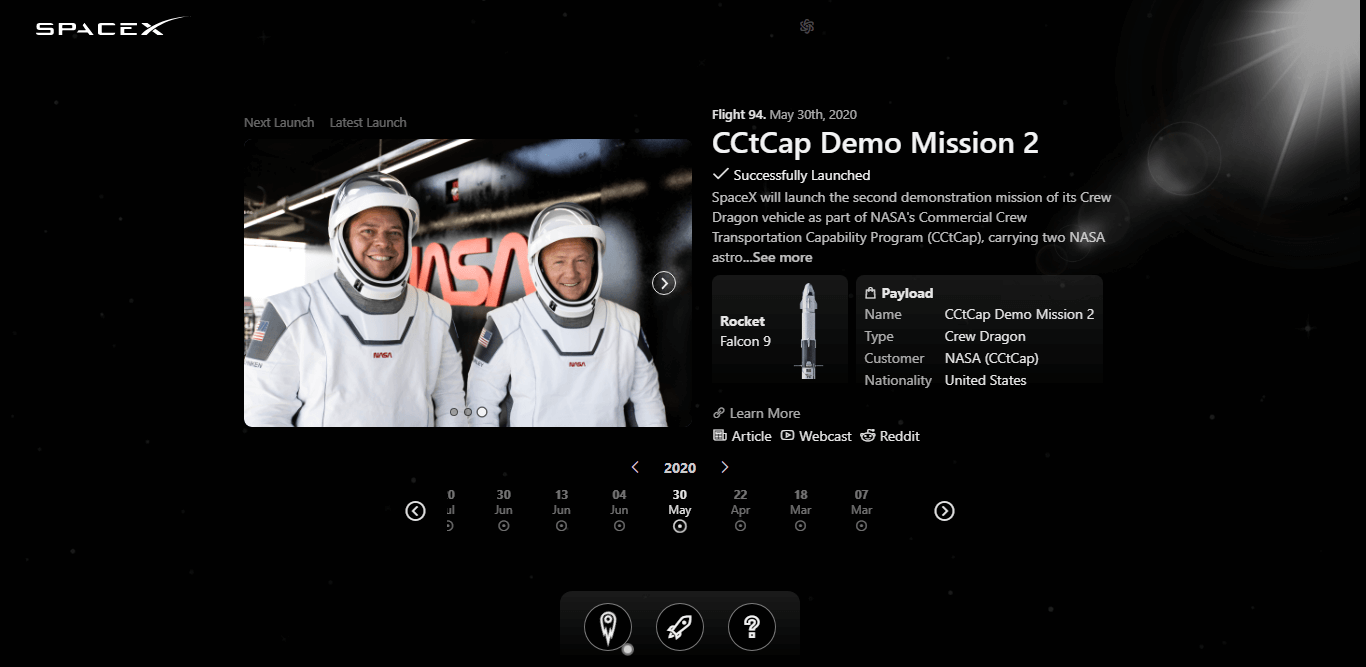 SPACEX
Next Launch Latest Launch
NASA
NASA
NASA
Flight 94. May 30th, 2020
CCtCap Demo Mission 2
Successfully Launched
SpaceX will launch the second demonstration mission of its Crew
Dragon vehicle as part of NASA's Commercial Crew
Transportation Capability Program (CCtCap), carrying two NASA
astro...See more
Rocket
Falcon 9
Payload
Name CCtCap Demo Mission 2
Type Crew Dragon
Customer NASA (CCtCap)
Nationality United States
Learn More
Article Webcast Reddit
2020
30 13 04 30 22 18 07
Jun Jun Jun May Apr Mar Mar
?